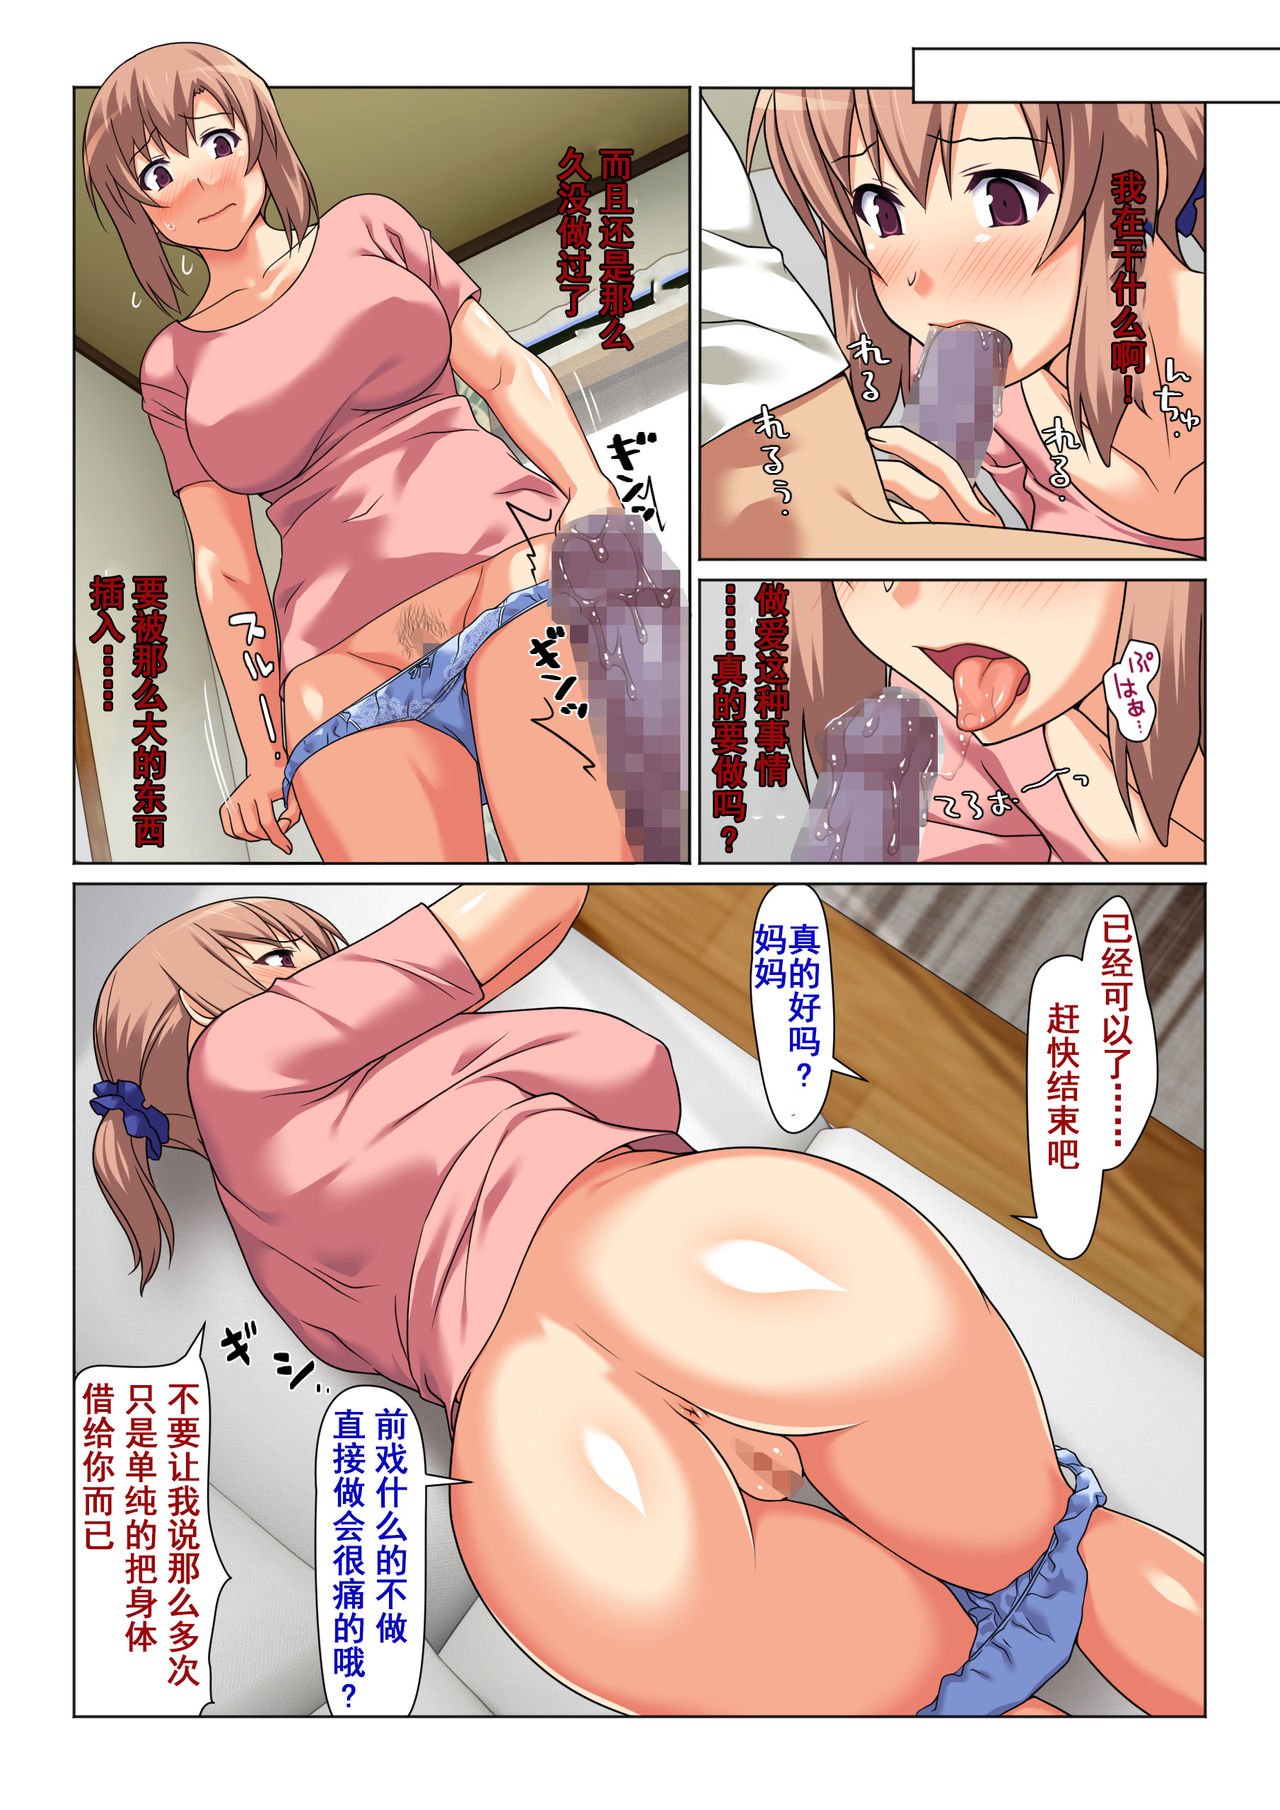 我在干什么啊！
んちゅ.
れる
れるぅ.
れる.
做爱这种事情
……真的要做吗？
ぷはぁ…
てろぉ〜っ
而且还是那么
久没做过了
要被那么大的东西
插入……
ギンッ
ギンッ
スルー
已经可以了……
赶快结束吧
真的好吗？
妈妈
前戏什么的不做
直接做会很痛的哦？
不要让我说那么多次
只是单纯的把身体
借给你而已
ギシ..